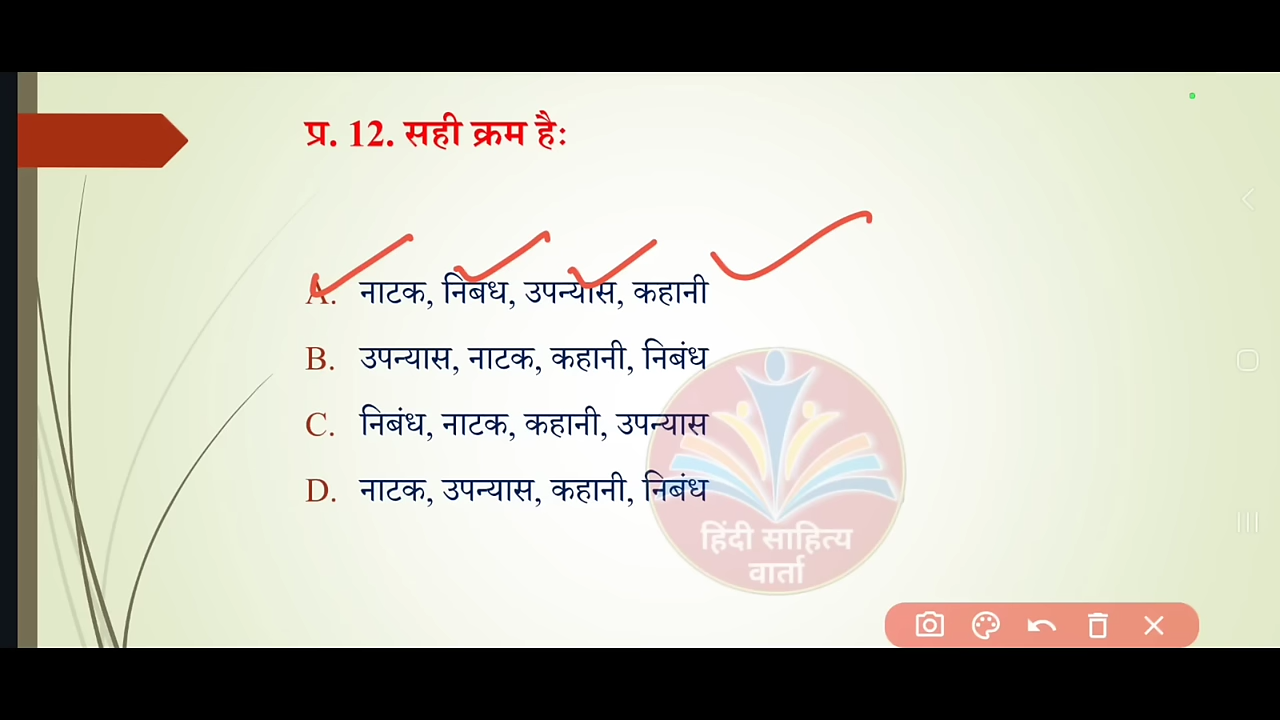 प्र. 12. सही क्रम है:
A. नाटक, निबंध, उपन्यास, कहानी
B. उपन्यास, नाटक, कहानी, निबंध
C. निबंध, नाटक, कहानी, उपन्यास
D. नाटक, उपन्यास, कहानी, निबंध
हिंदी साहित्य
वार्ता